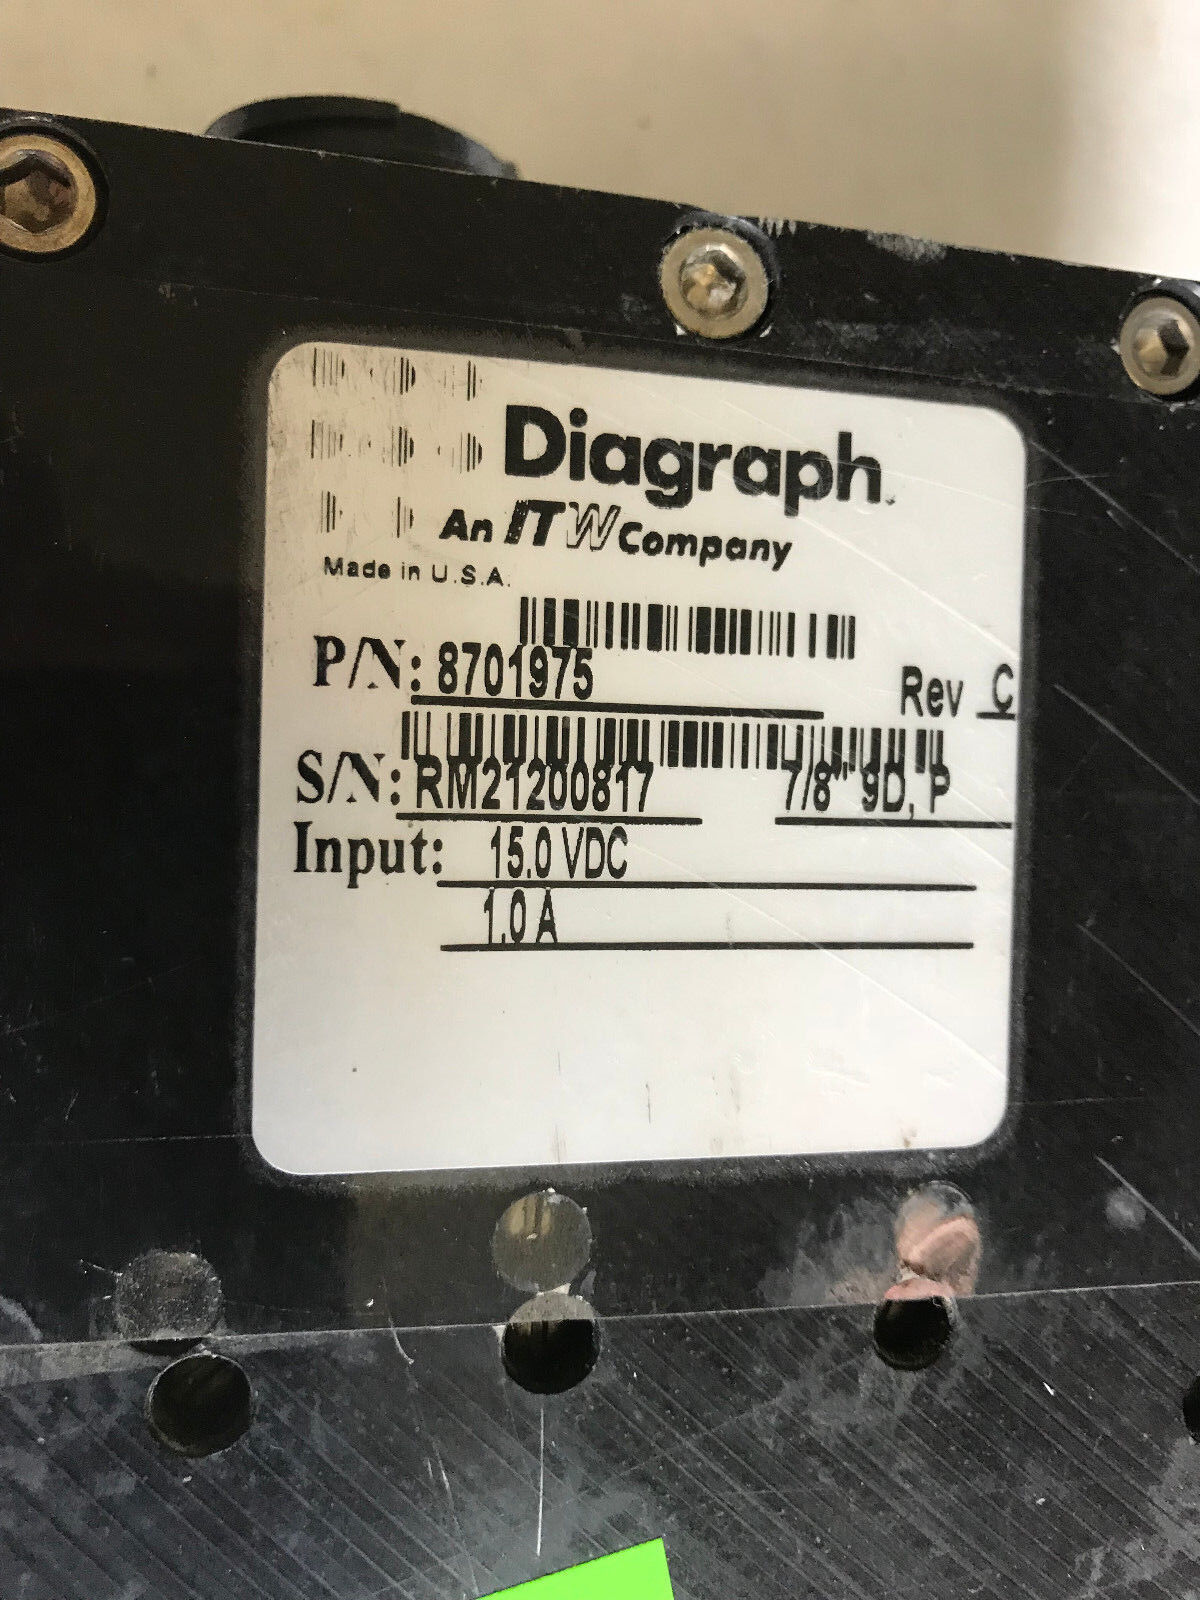 Diagraph
An ITW Company
Made in U.S.A.
P/N: 8701975 Rev C
S/N: RM21200817 7/8" 9D, P
Input: 15.0 VDC
1.0 A